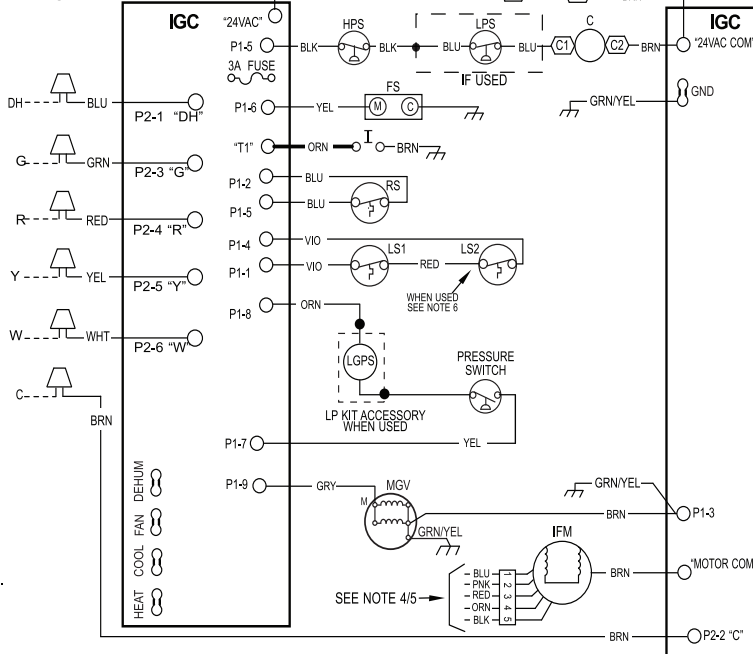 IGC
"24VAC"
P1-5
BLK
HPS
BLK
BLU
LPS
BLU
IF USED
C
C1
C2
BRN
IGC
"24VAC COM"
3A FUSE
P1-6
YEL
FS
M
C
GRN/YEL
GND
DH
BLU
P2-1 "DH"
"T1"
ORN
I
BRN
G
GRN
P2-3 "G"
P1-2
BLU
RS
P1-5
BLU
R
RED
P2-4 "R"
P1-4
VIO
P1-1
VIO
LS1
RED
LS2
WHEN USED
SEE NOTE 6
Y
YEL
P2-5 "Y"
P1-8
ORN
W
WHT
P2-6 "W"
LGPS
LP KIT ACCESSORY
WHEN USED
PRESSURE
SWITCH
C
BRN
P1-7
YEL
P1-9
GRY
M
MGV
GRN/YEL
GRN/YEL
BRN
P1-3
DEHUM
FAN
COOL
HEAT
SEE NOTE 4/5
BLU 1
PNK 2
RED 3
ORN 4
BLK 5
IFM
BRN
"MOTOR COM
BRN
P2-2 "C"